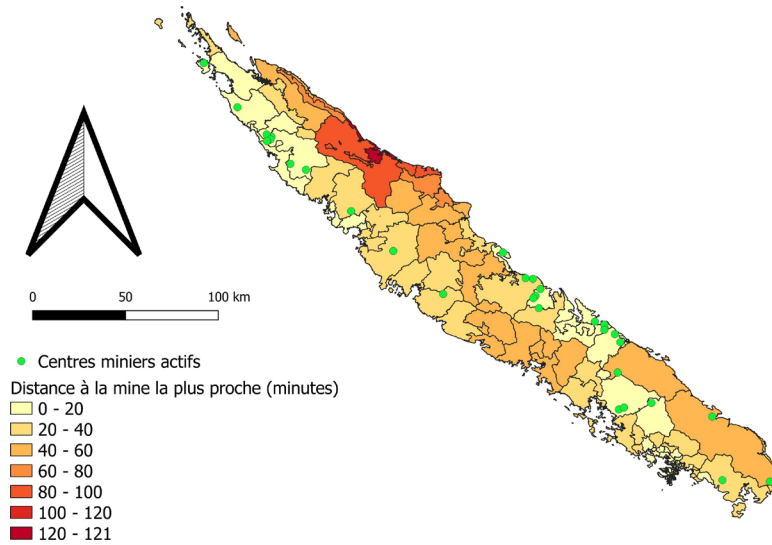 0 50 100 km
Centres miniers actifs
Distance à la mine la plus proche (minutes)
0 - 20
20 - 40
40 - 60
60 - 80
80 - 100
100 - 120
120 - 121